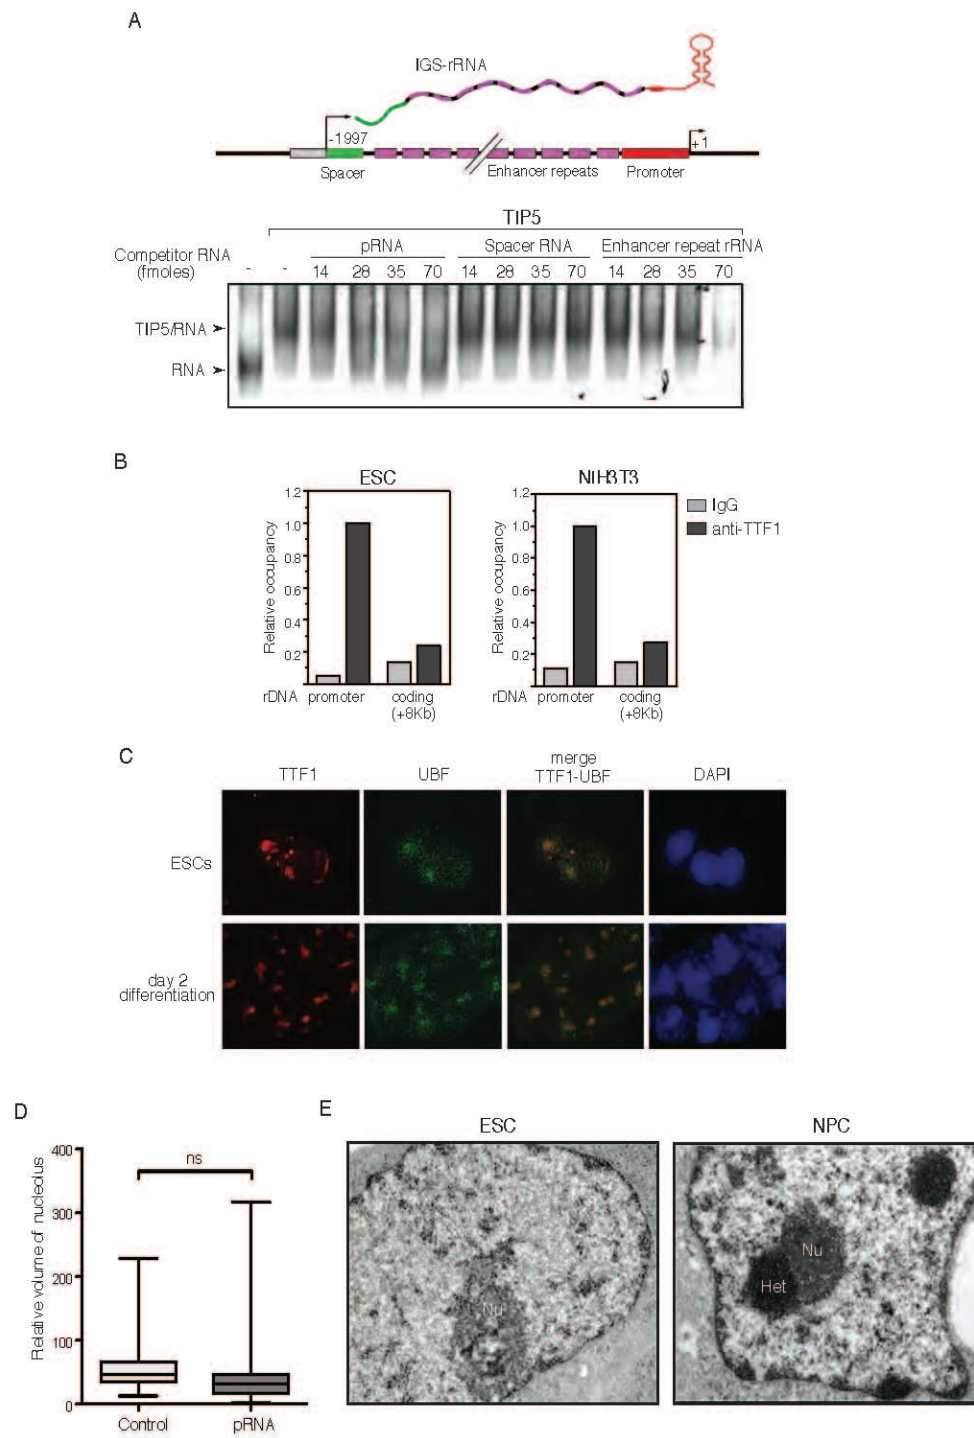 A
IGS-rRNA
-1997
+1
Spacer
Enhancer repeats
Promoter
TIP5
Competitor RNA
(fmoles)
pRNA
Spacer RNA
Enhancer repeat rRNA
- - 14 28 35 70 14 28 35 70 14 28 35 70
TIP5/RNA
RNA
B
ESC
NIH3T3
IgG
anti-TTF1
Relative occupancy
1.2
1.0
0.8
0.6
0.4
0.2
Relative occupancy
1.2
1.0
0.8
0.6
0.4
0.2
rDNA promoter coding
(+8Kb)
rDNA promoter coding
(+8Kb)
C
TTF1
UBF
merge
TTF1-UBF
DAPI
ESCs
day 2
differentiation
D
Relative volume of nucleolus
400
300
200
100
0
ns
Control
pRNA
E
ESC
NPC
Nu
Nu
Het